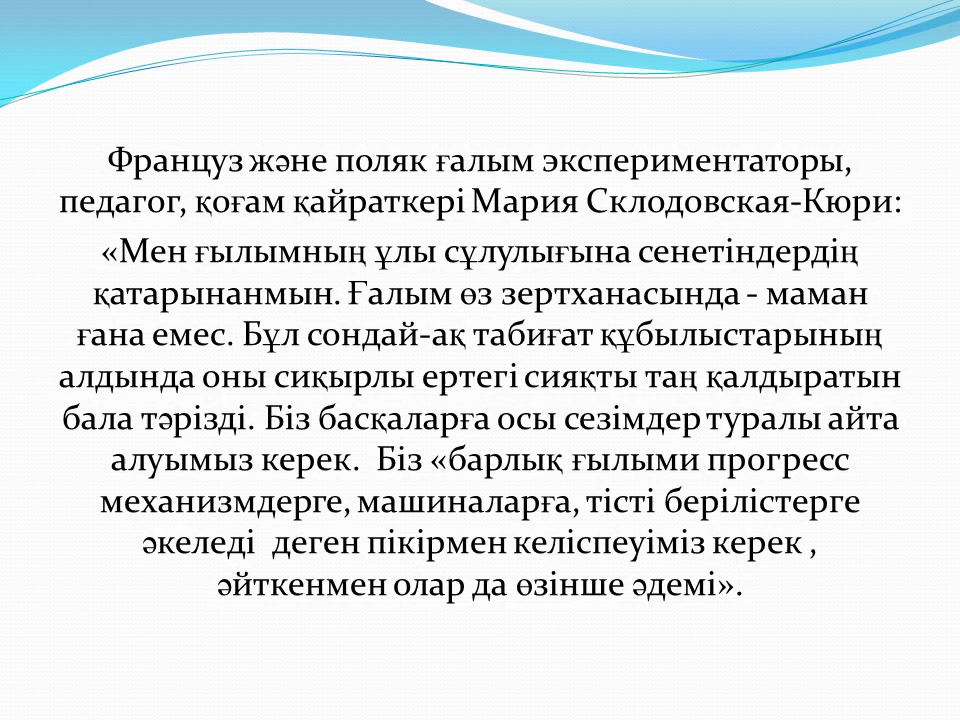 Француз және поляк ғалым экспериментаторы,
педагог, қоғам қайраткері Мария Склодовская-Кюри:
«Мен ғылымның ұлы сұлулығына сенетіндердің
қатарынанмын. Ғалым өз зертханасында - маман
ғана емес. Бұл сондай-ақ табиғат құбылыстарының
алдында оны сиқырлы ертегі сияқты таң қалдыратын
бала тәрізді. Біз басқаларға осы сезімдер туралы айта
алуымыз керек.  Біз «барлық ғылыми прогресс
механизмдерге, машиналарға, тісті берілістерге
әкеледі  деген пікірмен келіспеуіміз керек ,
әйткенмен олар да өзінше әдемі».